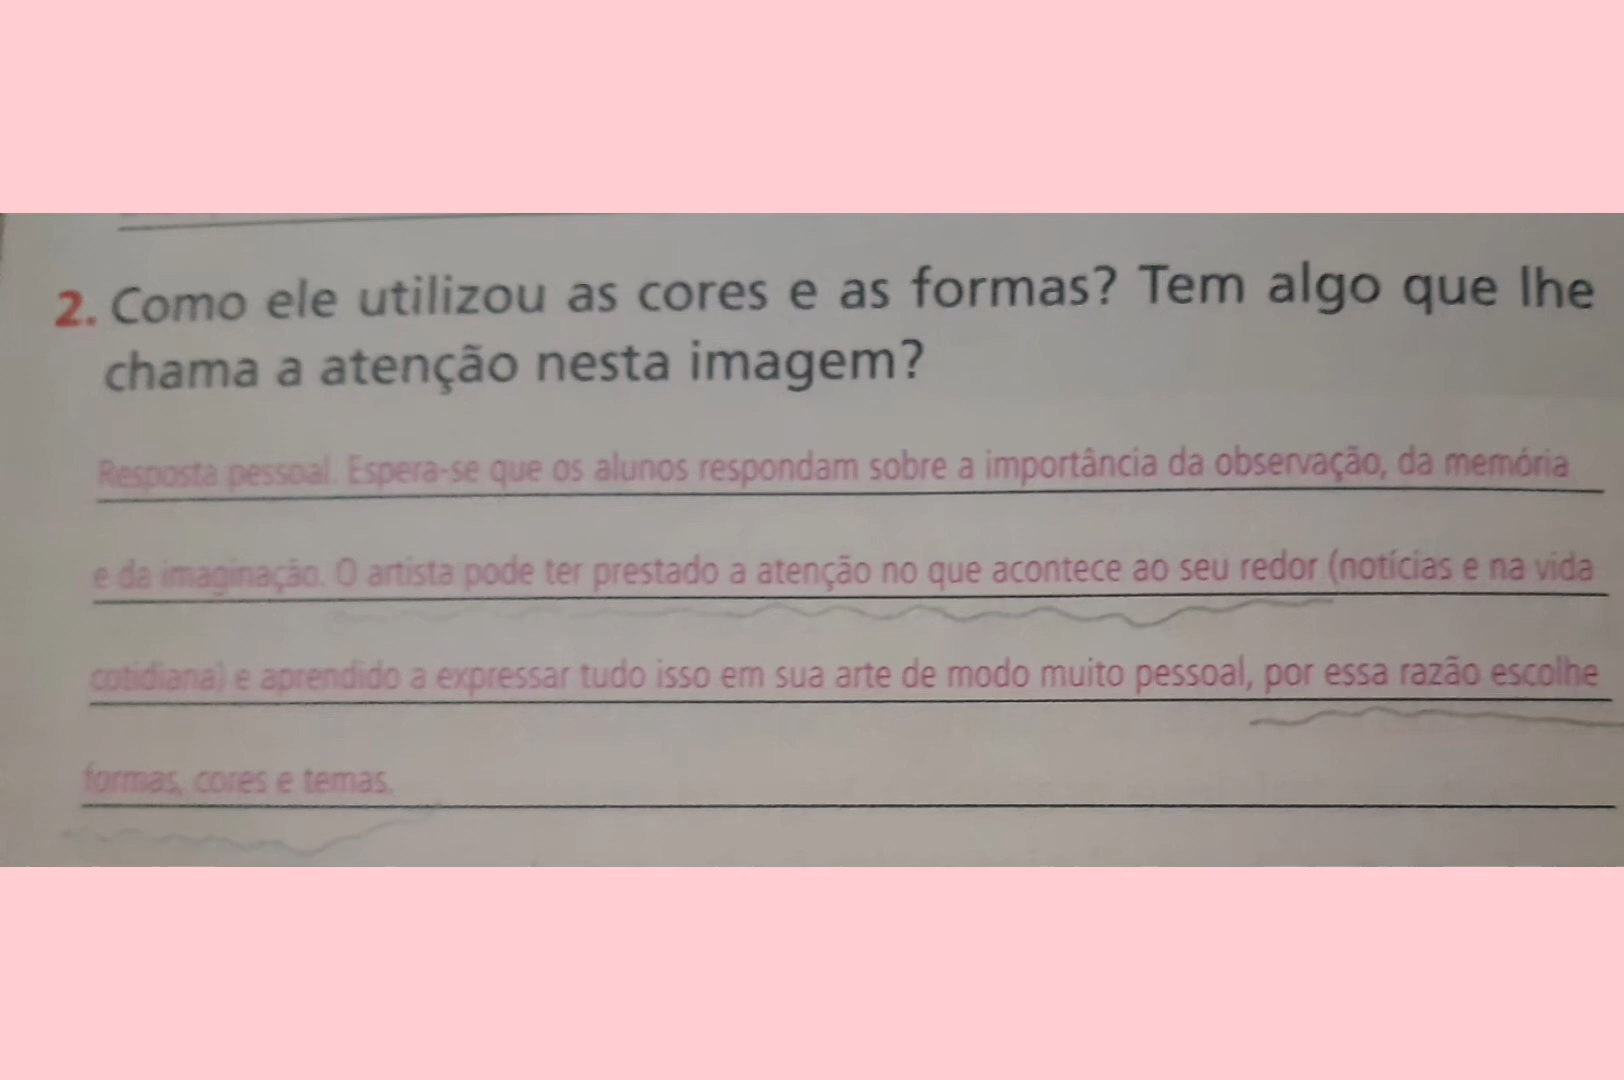 2. Como ele utilizou as cores e as formas? Tem algo que lhe
chama a atenção nesta imagem?
Resposta pessoal. Espera-se que os alunos respondam sobre a importância da observação, da memória
e da imaginação. O artista pode ter prestado a atenção no que acontece ao seu redor (notícias e na vida
cotidiana) e aprendido a expressar tudo isso em sua arte de modo muito pessoal, por essa razão escolhe
formas, cores e temas.